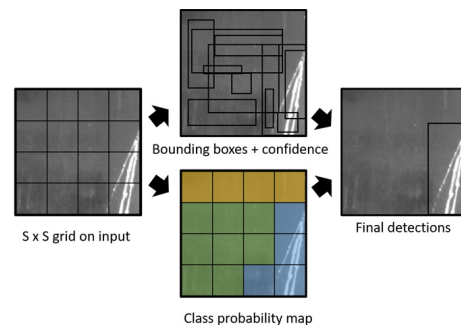 Bounding boxes + confidence
S x S grid on input
Final detections
Class probability map